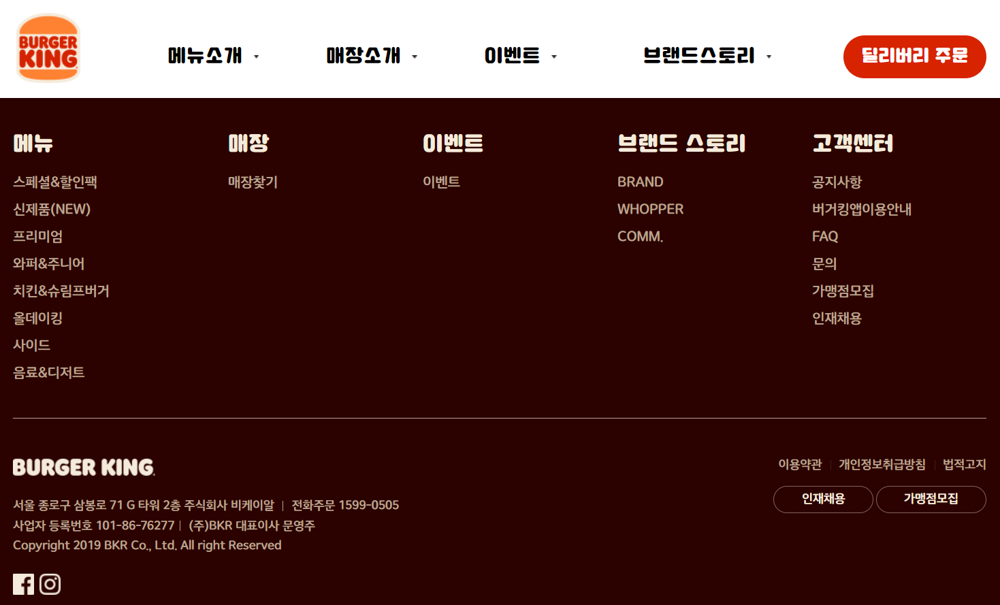 BURGER
KING
메뉴소개
매장소개
이벤트
브랜드스토리
딜리버리 주문
메뉴
스페셜&할인팩
신제품(NEW)
프리미엄
와퍼&주니어
치킨&슈림프버거
올데이킹
사이드
음료&디저트
매장
매장찾기
이벤트
이벤트
브랜드 스토리
BRAND
WHOPPER
COMM.
고객센터
공지사항
버거킹앱이용안내
FAQ
문의
가맹점모집
인재채용
BURGER KING
이용약관 | 개인정보취급방침 | 법적고지
인재채용
가맹점모집
서울 종로구 삼봉로 71 G 타워 2층 주식회사 비케이알 | 전화주문 1599-0505
사업자 등록번호 101-86-76277 | (주)BKR 대표이사 문영주
Copyright 2019 BKR Co., Ltd. All right Reserved